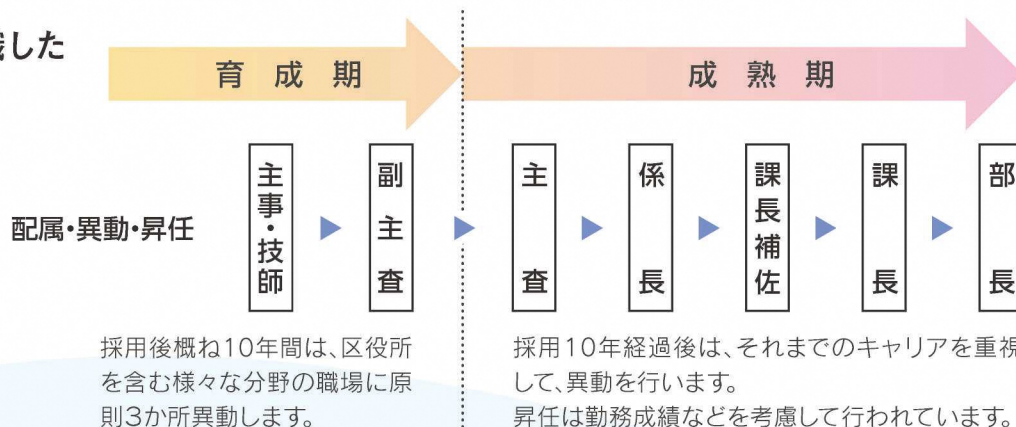 した
育成期
成熟期
配属・異動・昇任
主事・技師
副主査
主査
係長
課長補佐
課長
部長
採用後概ね10年間は、区役所
を含む様々な分野の職場に原
則3か所異動します。
採用10年経過後は、それまでのキャリアを重視
して、異動を行います。
昇任は勤務成績などを考慮して行われています。